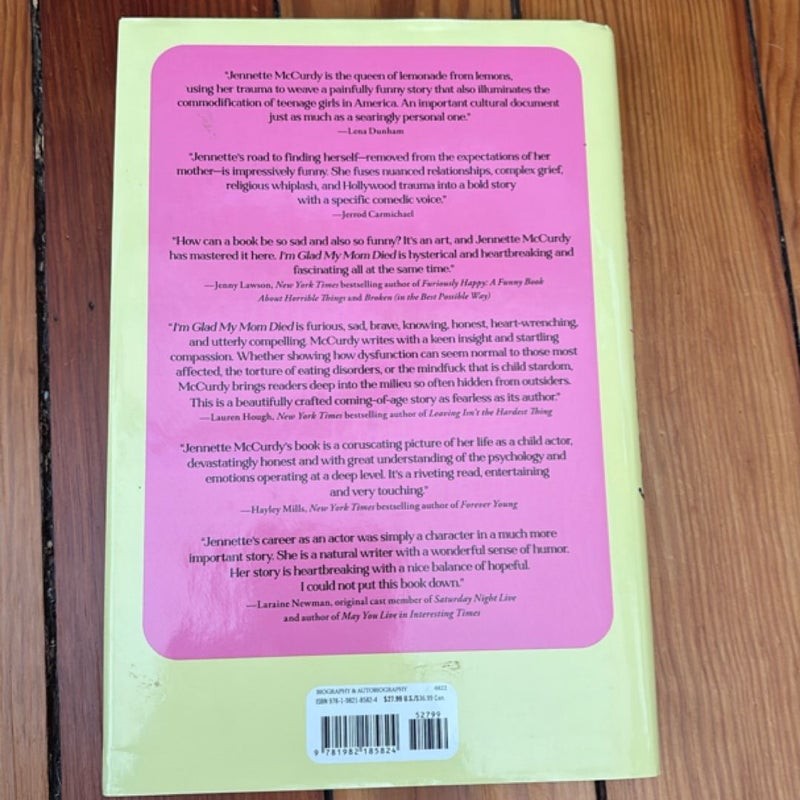 "Jennette McCurdy is the queen of lemonade from lemons,
using her trauma to weave a painfully funny story that also illuminates the
commodification of teenage girls in America. An important cultural document
just as much as a searingly personal one."
—Lena Dunham
"Jennette's road to finding herself—removed from the expectations of her
mother—is impressively funny. She fuses nuanced relationships, complex grief,
religious whiplash, and Hollywood trauma into a bold story
with a specific comedic voice."
—Jerrod Carmichael
"How can a book be so sad and also so funny? It's an art, and Jennette McCurdy
has mastered it here. I'm Glad My Mom Died is hysterical and heartbreaking and
fascinating all at the same time."
—Jenny Lawson, New York Times bestselling author of Furiously Happy: A Funny Book
About Horrible Things and Broken (in the Best Possible Way)
"I'm Glad My Mom Died is furious, sad, brave, knowing, honest, heart-wrenching,
and utterly compelling. McCurdy writes with a keen insight and startling
compassion. Whether showing how dysfunction can seem normal to those most
affected, the torture of eating disorders, or the mindfuck that is child stardom,
McCurdy brings readers deep into the milieu so often hidden from outsiders.
This is a beautifully crafted coming-of-age story as fearless as its author."
—Lauren Hough, New York Times bestselling author of Leaving Isn't the Hardest Thing
"Jennette McCurdy's book is a coruscating picture of her life as a child actor,
devastatingly honest and with great understanding of the psychology and
emotions operating at a deep level. It's a riveting read, entertaining
and very touching."
—Hayley Mills, New York Times bestselling author of Forever Young
"Jennette's career as an actor was simply a character in a much more
important story. She is a natural writer with a wonderful sense of humor.
Her story is heartbreaking with a nice balance of hopeful.
I could not put this book down."
—Laraine Newman, original cast member of Saturday Night Live
and author of May You Live in Interesting Times
BIOGRAPHY & AUTOBIOGRAPHY 0822
ISBN 978-1-9821-8582-4 $27.99 U.S./$36.99 Can.
52799
9 781982 185824